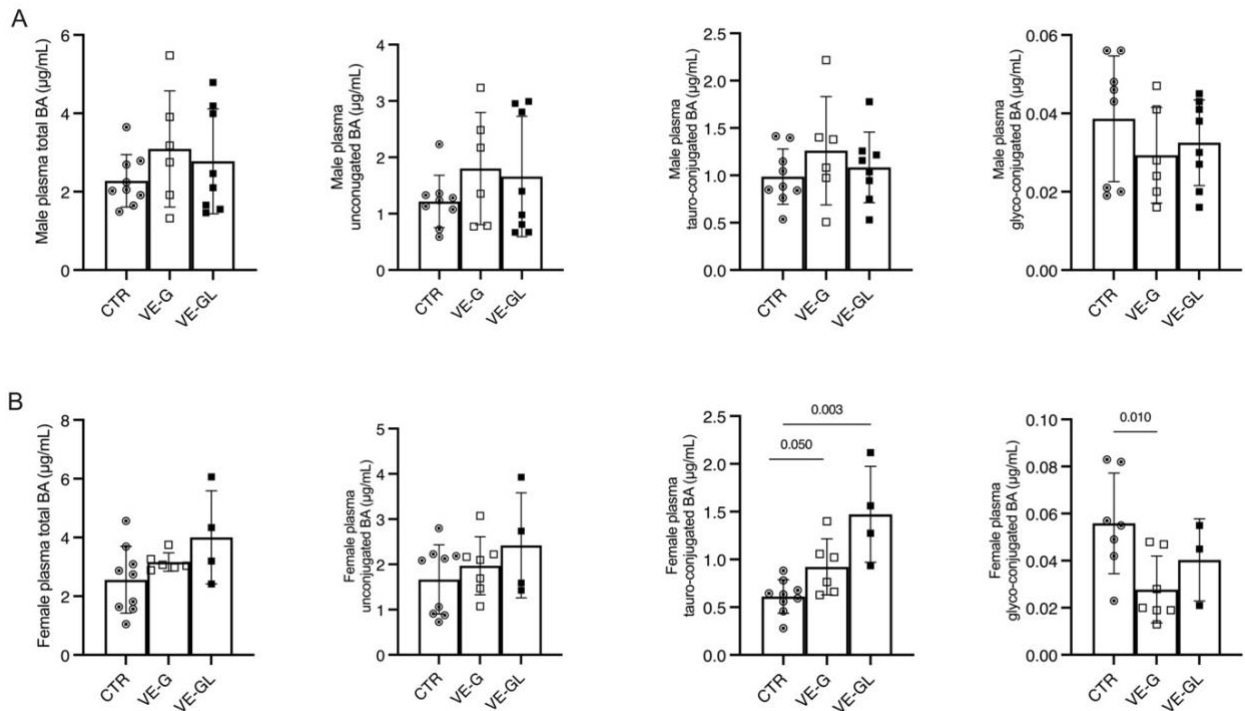 A
Male plasma total BA (µg/mL)
6
4
2
0
CTR
VE-G
VE-GL
Male plasma
unconugated BA (µg/mL)
4
3
2
1
0
CTR
VE-G
VE-GL
Male plasma
tauro-conjugated BA (µg/mL)
2.5
2.0
1.5
1.0
0.5
0.0
CTR
VE-G
VE-GL
Male plasma
glyco-conjugated BA (µg/mL)
0.06
0.04
0.02
0.00
CTR
VE-G
VE-GL
B
Female plasma total BA (µg/mL)
8
6
4
2
0
CTR
VE-G
VE-GL
Female plasma
unconjugated BA (µg/mL)
5
4
3
2
1
0
CTR
VE-G
VE-GL
Female plasma
tauro-conjugated BA (µg/mL)
2.5
2.0
1.5
1.0
0.5
0.0
0.003
0.050
CTR
VE-G
VE-GL
Female plasma
glyco-conjugated BA (µg/mL)
0.10
0.08
0.06
0.04
0.02
0.00
0.010
CTR
VE-G
VE-GL